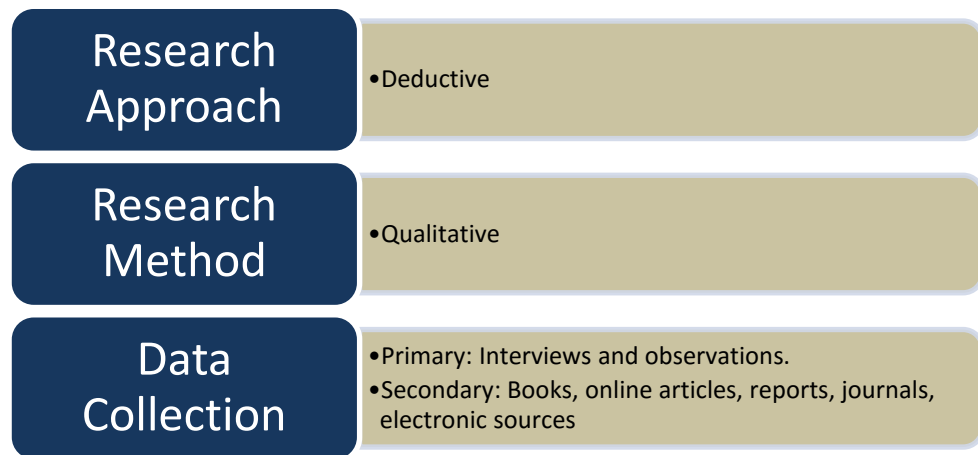 Research
Approach
•Deductive
Research
Method
•Qualitative
Data
Collection
•Primary: Interviews and observations.
•Secondary: Books, online articles, reports, journals,
electronic sources